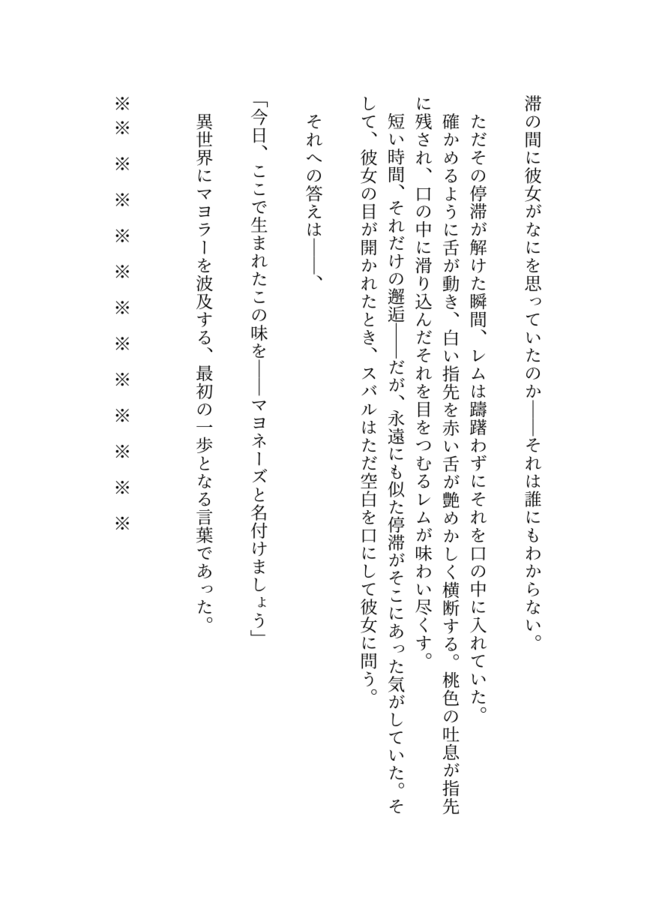 滞の間に彼女がなにを思っていたのか――それは誰にもわからない。
ただその停滞が解けた瞬間、レムは躊躇わずにそれを口の中に入れていた。
確かめるように舌が動き、白い指先を赤い舌が艶めかしく横断する。桃色の吐息が指先
に残され、口の中に滑り込んだそれを目をつむるレムが味わい尽くす。
短い時間、それだけの邂逅――だが、永遠にも似た停滞がそこにあった気がしていた。そ
して、彼女の目が開かれたとき、スバルはただ空白を口にして彼女に問う。
それへの答えは――、
「今日、ここで生まれたこの味を――マヨネーズと名付けましょう」
異世界にマヨラーを波及する、最初の一歩となる言葉であった。
※※　※　※　※　※　※　※　※　※　※　※　※